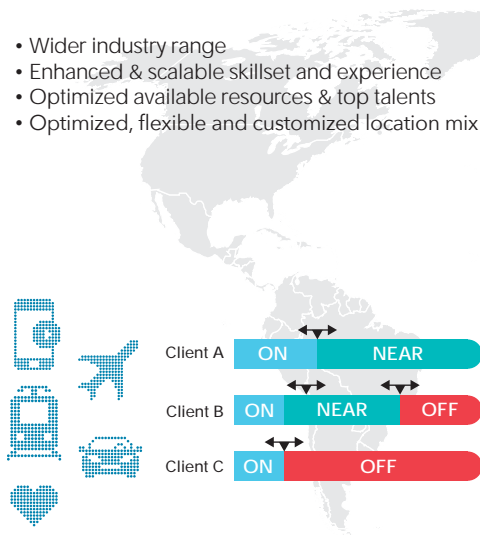 • Wider industry range
• Enhanced & scalable skillset and experience
• Optimized available resources & top talents
• Optimized, flexible and customized location mix
Client A ON NEAR
Client B ON NEAR OFF
Client C ON OFF